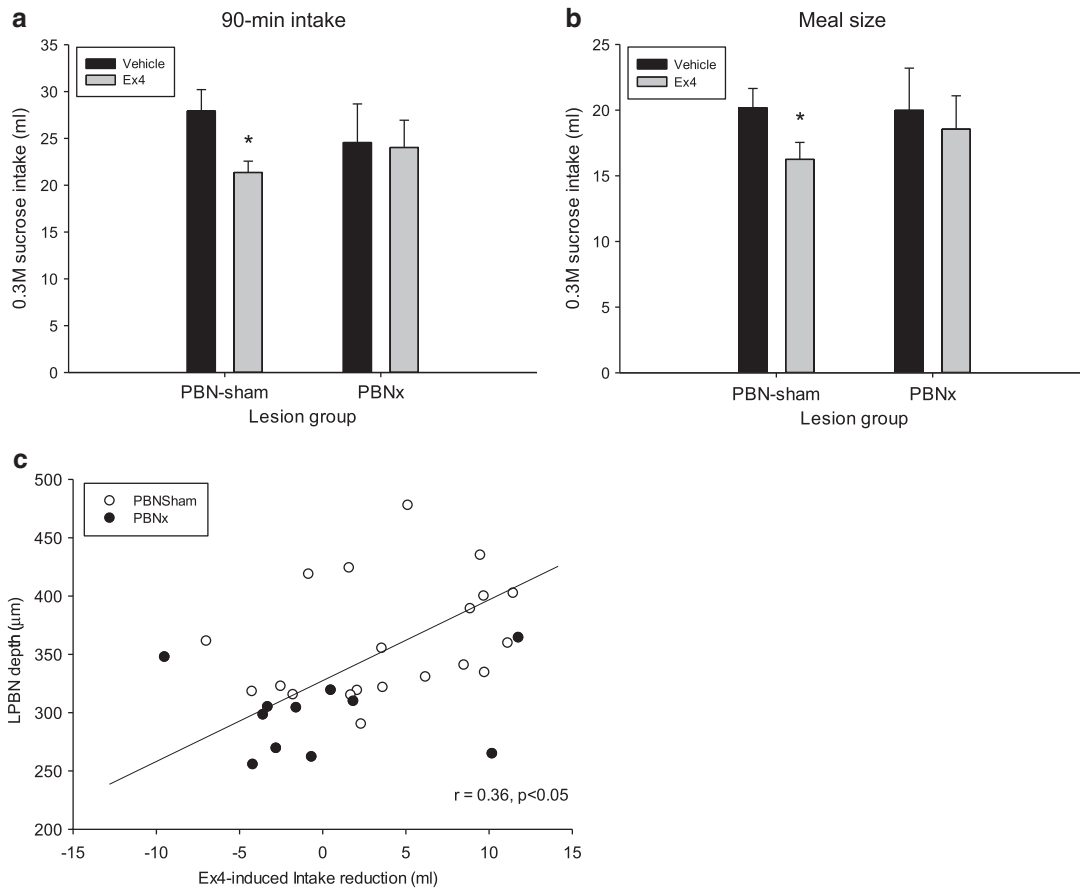 a
90-min intake
35
30
25
20
15
10
5
0
0.3M sucrose intake (ml)
Vehicle
Ex4
*
PBN-sham
PBNx
Lesion group
b
Meal size
25
20
15
10
5
0
0.3M sucrose intake (ml)
Vehicle
Ex4
*
PBN-sham
PBNx
Lesion group
c
500
450
400
350
300
250
200
LPBN depth (µm)
PBNSham
PBNx
r = 0.36, p<0.05
-15
-10
-5
0
5
10
15
Ex4-induced Intake reduction (ml)